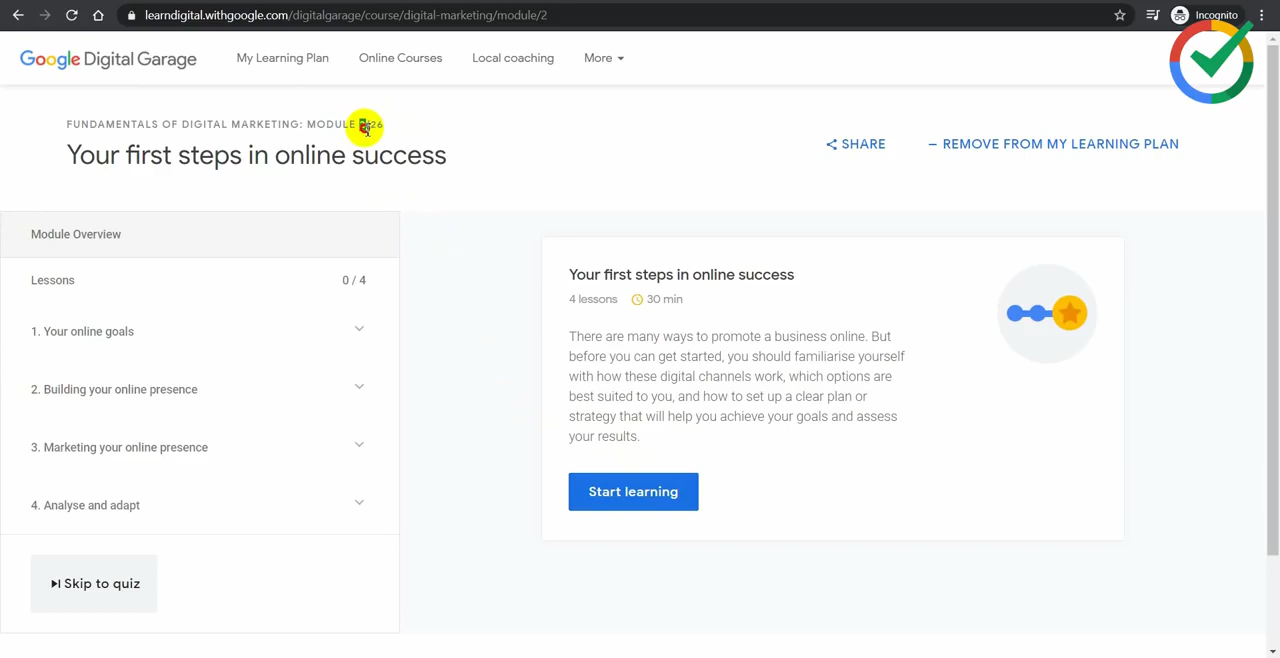 learndigital.withgoogle.com/digitalgarage/course/digital-marketing/module/2
Incognito
Google Digital Garage
My Learning Plan
Online Courses
Local coaching
More
FUNDAMENTALS OF DIGITAL MARKETING: MODULE
Your first steps in online success
SHARE
REMOVE FROM MY LEARNING PLAN
Module Overview
Lessons
0 / 4
1. Your online goals
2. Building your online presence
3. Marketing your online presence
4. Analyse and adapt
Skip to quiz
Your first steps in online success
4 lessons
30 min
There are many ways to promote a business online. But
before you can get started, you should familiarise yourself
with how these digital channels work, which options are
best suited to you, and how to set up a clear plan or
strategy that will help you achieve your goals and assess
your results.
Start learning